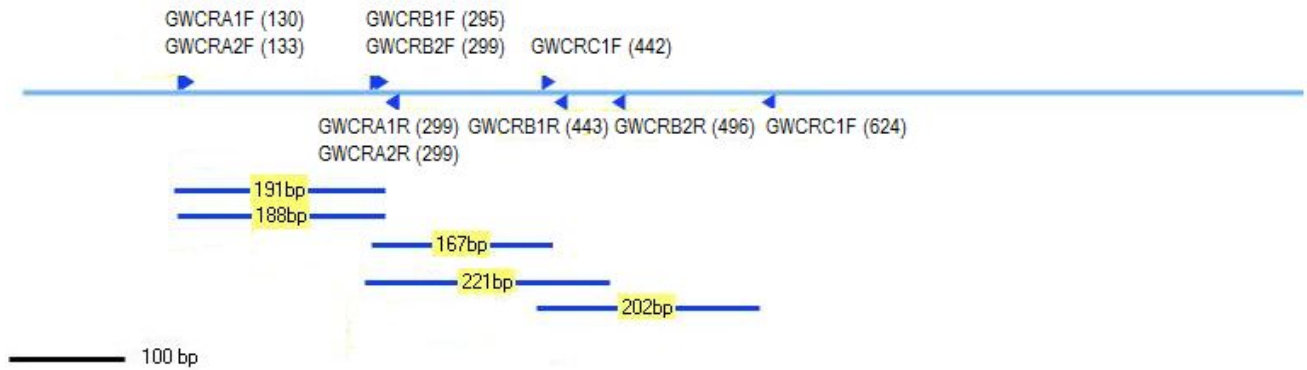 GWCRA1F (130) GWCRB1F (295)
GWCRA2F (133) GWCRB2F (299) GWCRC1F (442)
GWCRA1R (299) GWCRB1R (443) GWCRB2R (496) GWCRC1F (624)
GWCRA2R (299)
191bp
188bp
167bp
221bp
202bp
100 bp